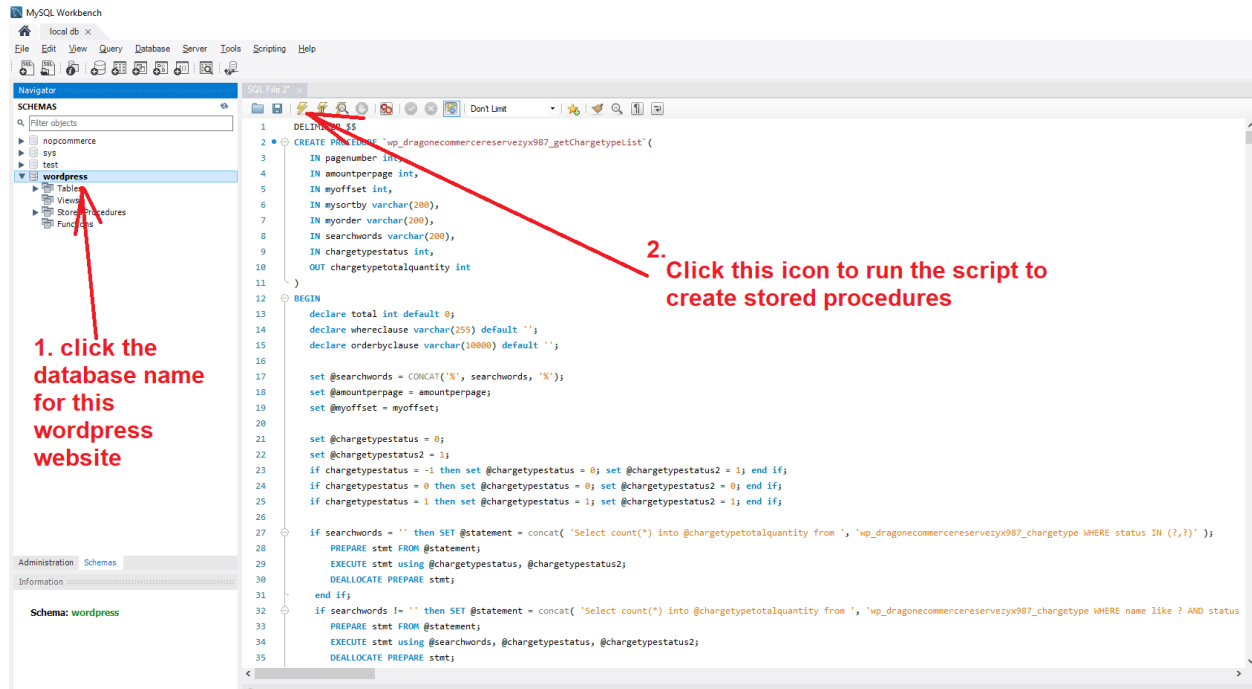 MySQL Workbench
local db
File Edit View Query Database Server Tools Scripting Help
Navigator
SCHEMAS
Filter objects
nopcommerce
sys
test
wordpress
Tables
Views
Stored Procedures
Functions
1. click the
database name
for this
wordpress
website
Administration Schemas
Information
Schema: wordpress
SQL File 2*
Don't Limit
1 DELIMITER $$
2 CREATE PROCEDURE `wp_dragonecommercereservezyx987_getChargetypeList`(
3 IN pagenumber int,
4 IN amountperpage int,
5 IN myoffset int,
6 IN mysortby varchar(200),
7 IN myorder varchar(200),
8 IN searchwords varchar(200),
9 IN chargetypestatus int,
10 OUT chargetypetotalquantity int
11 )
12 BEGIN
13 declare total int default 0;
14 declare whereclause varchar(255) default '';
15 declare orderbyclause varchar(10000) default '';
16
17 set @searchwords = CONCAT('%', searchwords, '%');
18 set @amountperpage = amountperpage;
19 set @myoffset = myoffset;
20
21 set @chargetypestatus = 0;
22 set @chargetypestatus2 = 1;
23 if chargetypestatus = -1 then set @chargetypestatus = 0; set @chargetypestatus2 = 1; end if;
24 if chargetypestatus = 0 then set @chargetypestatus = 0; set @chargetypestatus2 = 0; end if;
25 if chargetypestatus = 1 then set @chargetypestatus = 1; set @chargetypestatus2 = 1; end if;
26
27 if searchwords = '' then SET @statement = concat( 'Select count(*) into @chargetypetotalquantity from ', 'wp_dragonecommercereservezyx987_chargetype WHERE status IN (?,?)' );
28 PREPARE stmt FROM @statement;
29 EXECUTE stmt using @chargetypestatus, @chargetypestatus2;
30 DEALLOCATE PREPARE stmt;
31 end if;
32 if searchwords != '' then SET @statement = concat( 'Select count(*) into @chargetypetotalquantity from ', 'wp_dragonecommercereservezyx987_chargetype WHERE name like ? AND status
33 PREPARE stmt FROM @statement;
34 EXECUTE stmt using @searchwords, @chargetypestatus, @chargetypestatus2;
35 DEALLOCATE PREPARE stmt;
2.
Click this icon to run the script to
create stored procedures